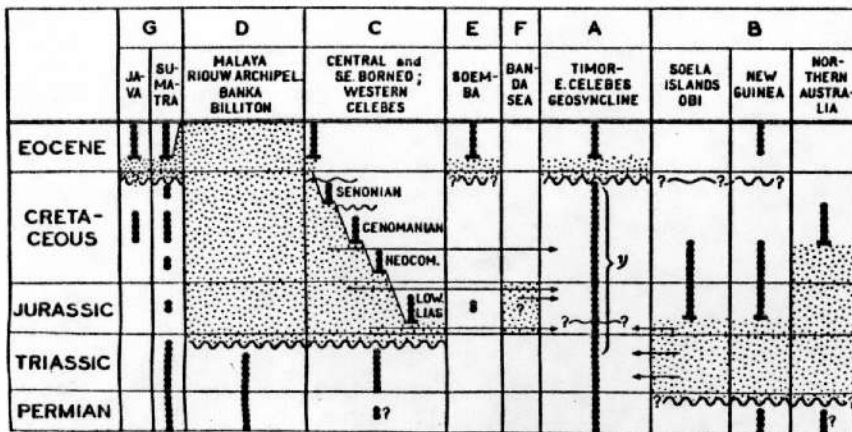 G D C E F A B
JA-
VA
SU-
MA-
TRA
MALAYA
RIOUW ARCHIPEL.
BANKA
BILLITON
CENTRAL and
S.E. BORNEO;
WESTERN
CELEBES
SOEM-
BA
BAN-
DA
SEA
TIMOR-
E. CELEBES
GEOSYNCLINE
SOELA
ISLANDS
OBI
NEW
GUINEA
NOR-
THERN
AUSTRA-
LIA
EOCENE
? ? ? ? ? ?
CRETA-
CEOUS
SENONIAN
CENOMANIAN
NEOCOM.
y
JURASSIC
LOW.
LIAS
?
? ?
TRIASSIC
PERMIAN
?
? ?
?